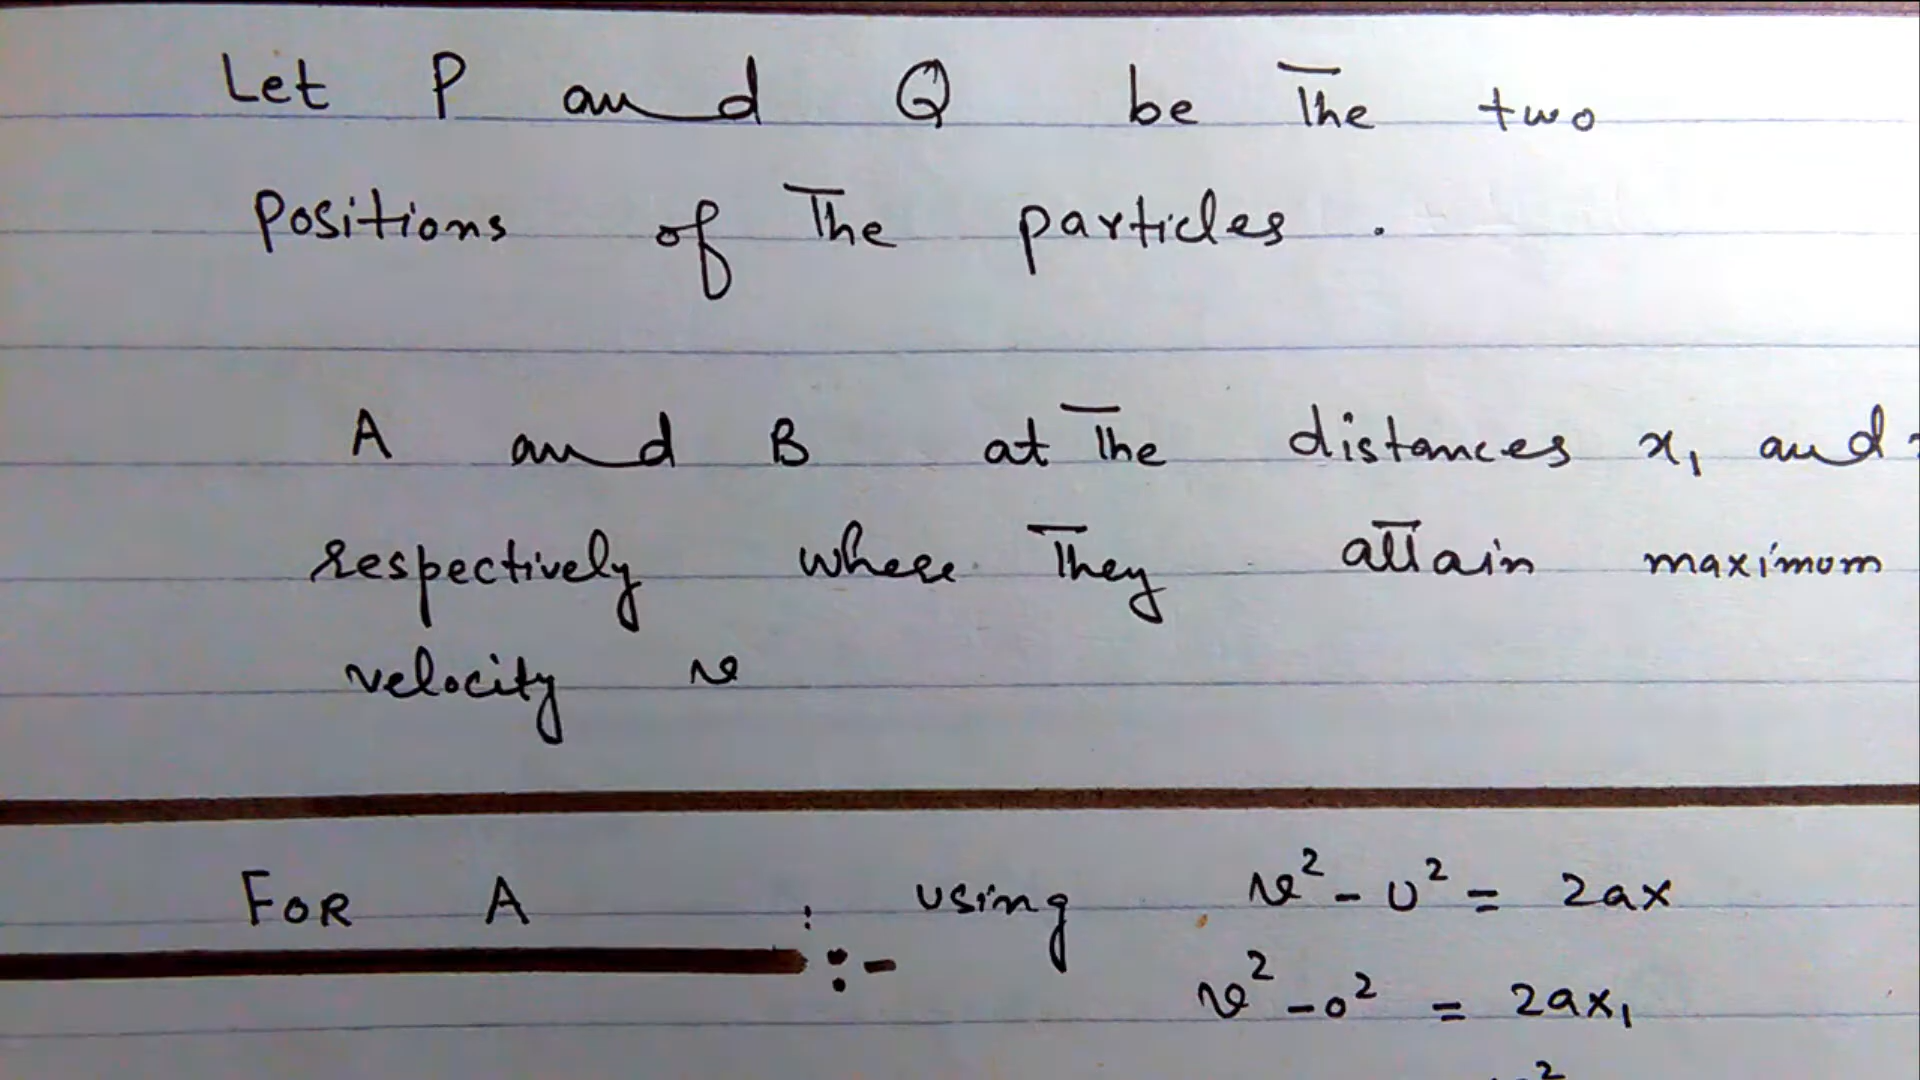 Let P and Q be The two
positions of The particles.
A and B at The distances x₁ and
respectively where They attain maximum
velocity v
FOR A :- using v² - u² = 2ax
v² - o² = 2ax₁